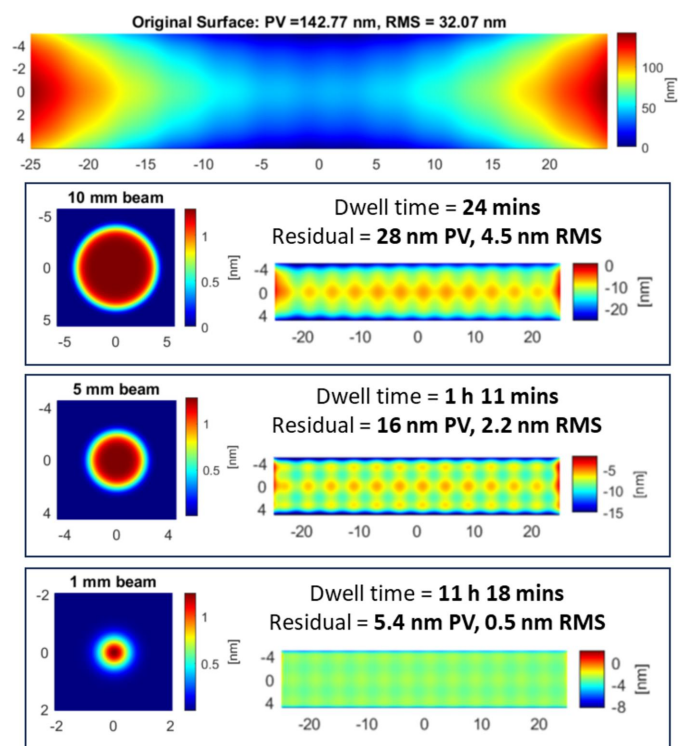 Original Surface: PV =142.77 nm, RMS = 32.07 nm
-4
-2
0
2
4
-25 -20 -15 -10 -5 0 5 10 15 20
100
50
0
[nm]
10 mm beam
-5
0
5
-5 0 5
1
0.5
0
[nm]
Dwell time = 24 mins
Residual = 28 nm PV, 4.5 nm RMS
-4
0
4
-20 -10 0 10 20
0
-10
-20
[nm]
5 mm beam
-4
0
4
-4 0 4
1
0.5
[nm]
Dwell time = 1 h 11 mins
Residual = 16 nm PV, 2.2 nm RMS
-4
0
4
-20 -10 0 10 20
-5
-10
-15
[nm]
1 mm beam
-2
0
2
-2 0 2
1
0.5
[nm]
Dwell time = 11 h 18 mins
Residual = 5.4 nm PV, 0.5 nm RMS
-4
0
4
-20 -10 0 10 20
0
-4
-8
[nm]